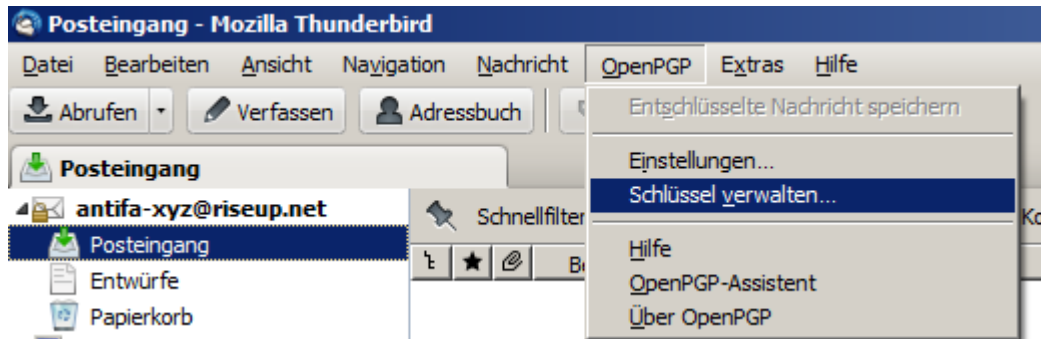 Posteingang - Mozilla Thunderbird
Datei Bearbeiten Ansicht Navigation Nachricht OpenPGP Extras Hilfe
Abrufen Verfassen Adressbuch
Entschlüsselte Nachricht speichern
Einstellungen...
Schlüssel verwalten...
Hilfe
OpenPGP-Assistent
Über OpenPGP
Posteingang
antifa-xyz@riseup.net
Posteingang
Entwürfe
Papierkorb
Schnellfilter